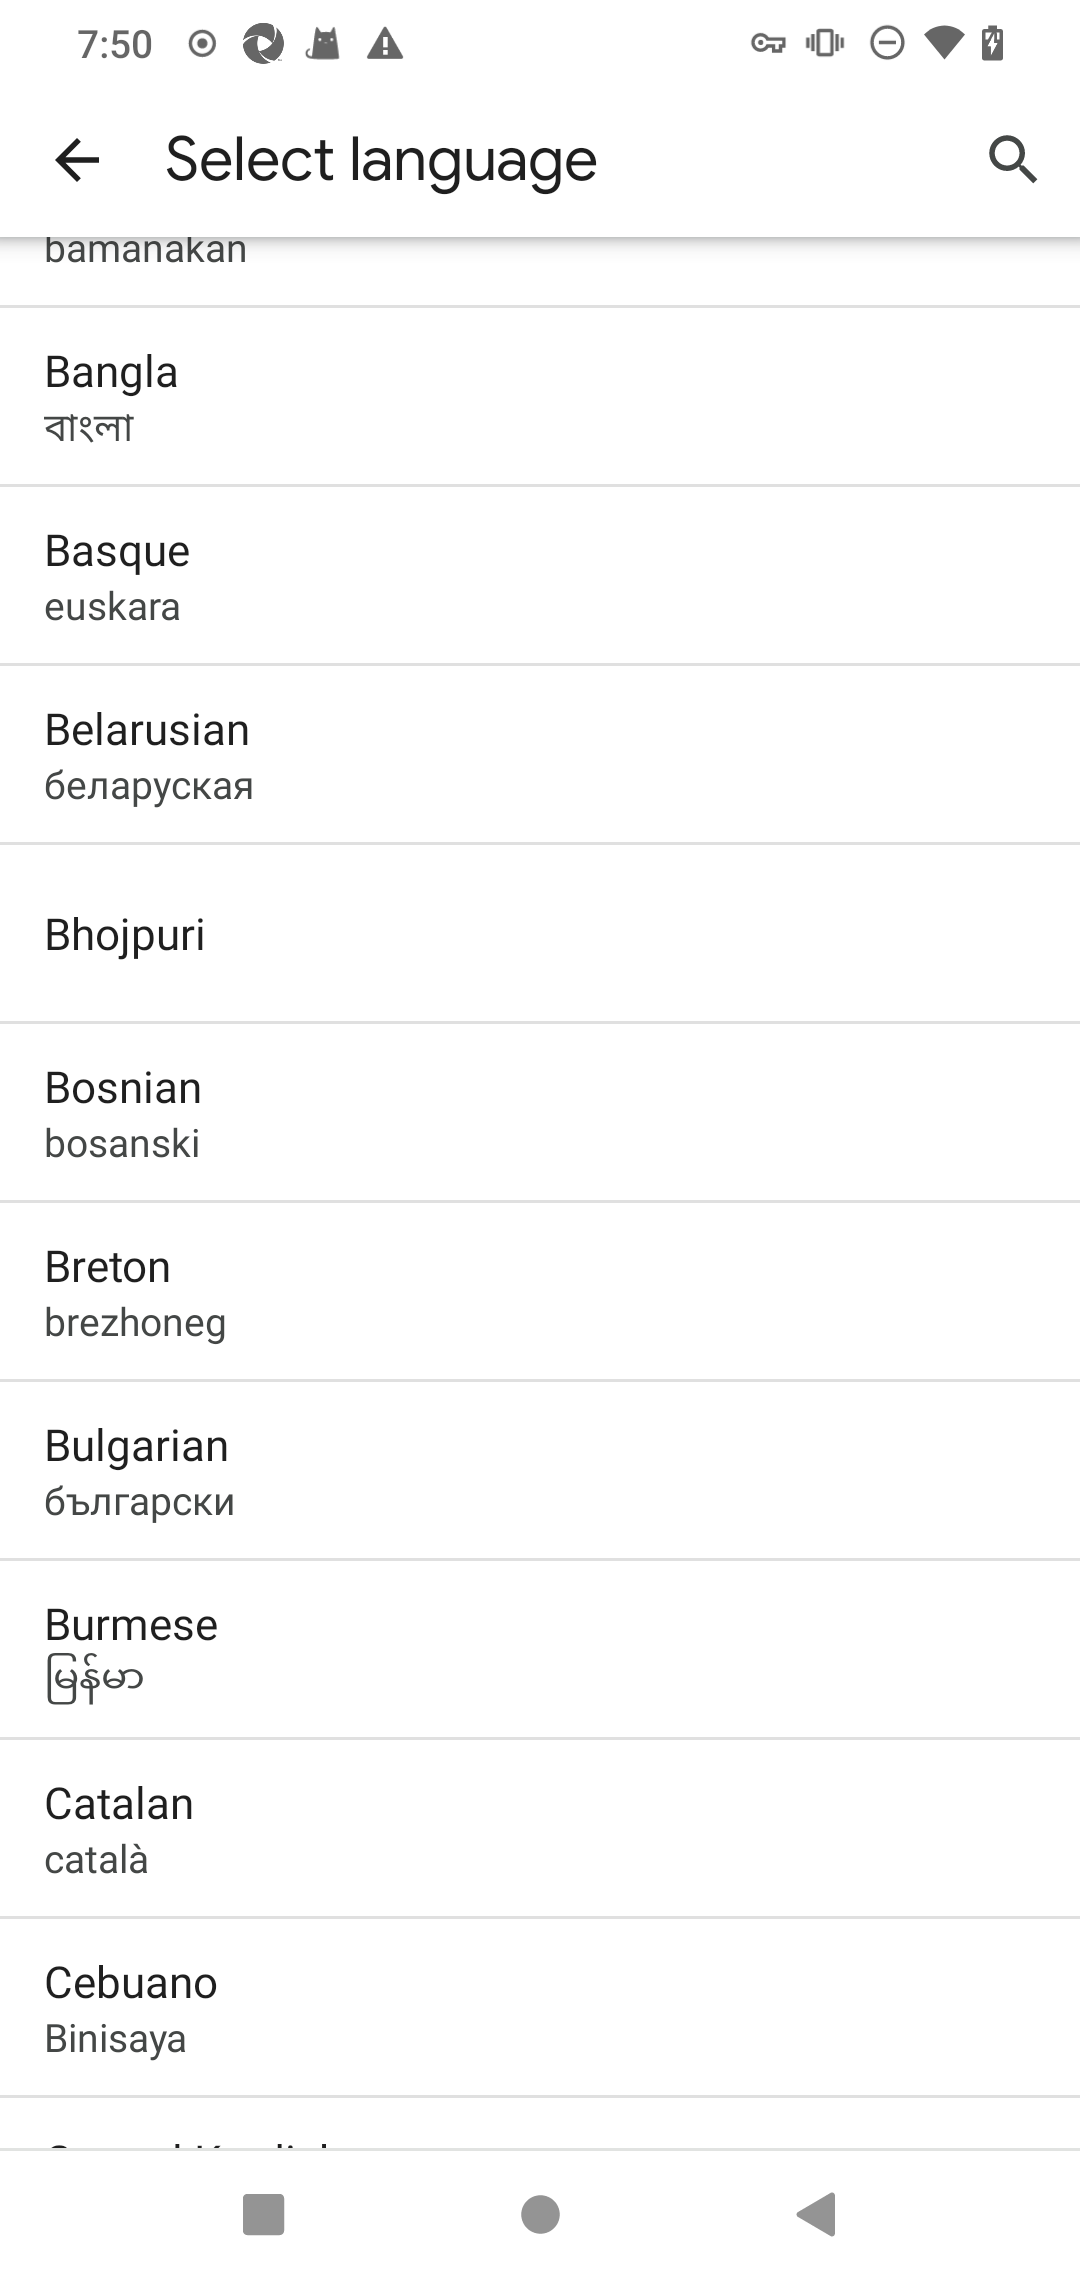 7:50
Select language
bamanakan
Bangla
বাংলা
Basque
euskara
Belarusian
беларуская
Bhojpuri
Bosnian
bosanski
Breton
brezhoneg
Bulgarian
български
Burmese
မြန်မာ
Catalan
català
Cebuano
Binisaya